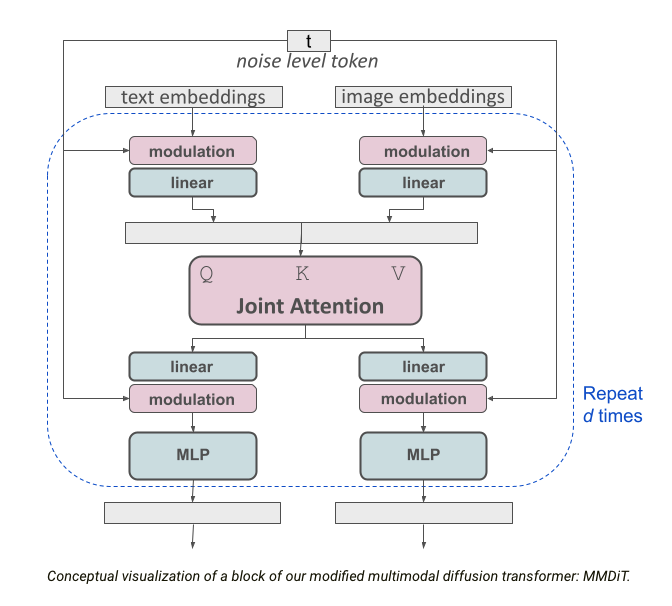 t
noise level token
text embeddings
image embeddings
modulation
modulation
linear
linear
Q K V
Joint Attention
linear
linear
modulation
modulation
Repeat
d times
MLP
MLP
Conceptual visualization of a block of our modified multimodal diffusion transformer: MMDiT.